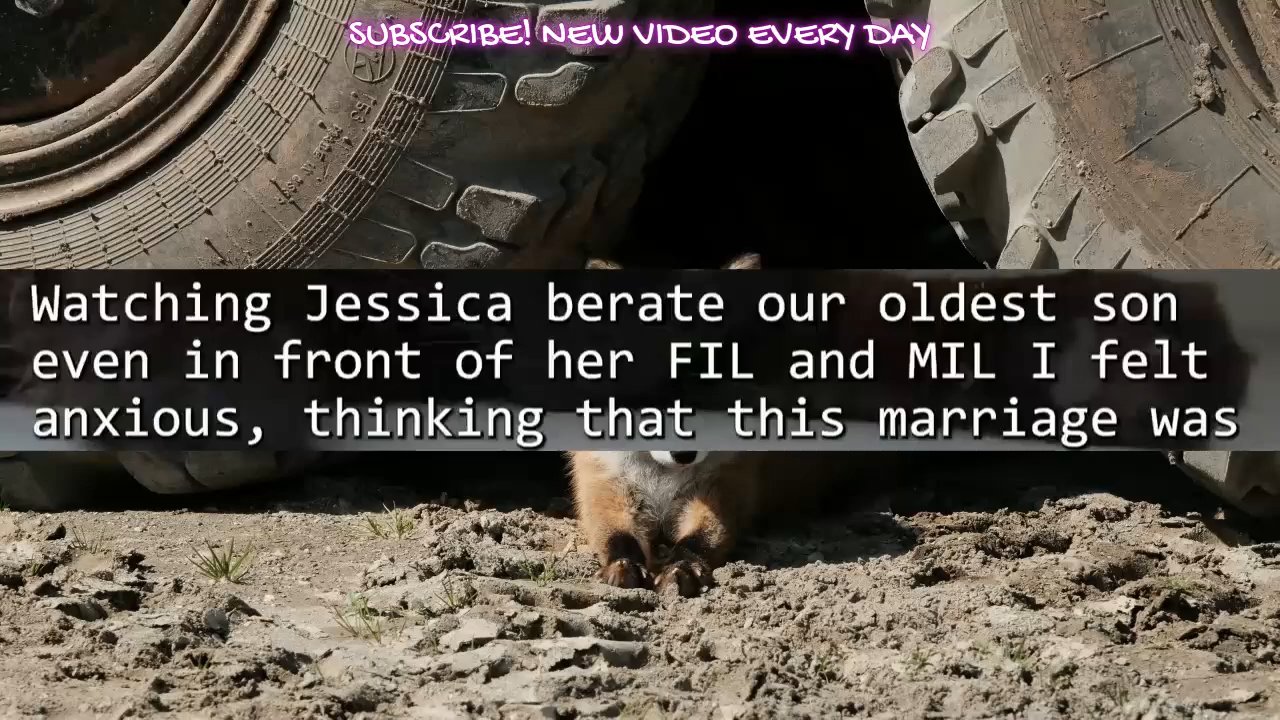 SUBSCRIBE! NEW VIDEO EVERY DAY
Watching Jessica berate our oldest son
even in front of her FIL and MIL I felt
anxious, thinking that this marriage was